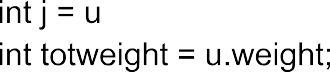 int j = u
int totweight = u.weight;